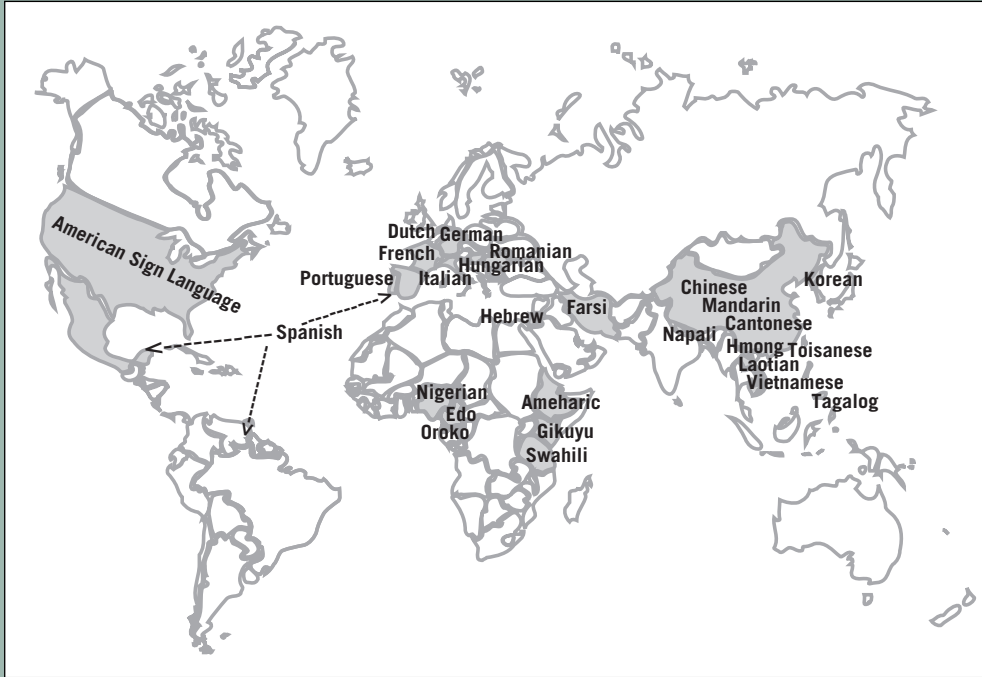 American Sign Language
Dutch
German
French
Romanian
Hungarian
Portuguese
Italian
Spanish
Hebrew
Farsi
Chinese
Mandarin
Cantonese
Korean
Napali
Hmong
Toisanese
Laotian
Vietnamese
Tagalog
Nigerian
Edo
Oroko
Ameharic
Gikuyu
Swahili